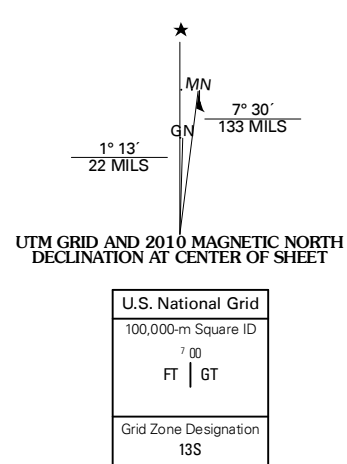 ★
MN
7° 30´
133 MILS
GN
1° 13´
22 MILS
UTM GRID AND 2010 MAGNETIC NORTH
DECLINATION AT CENTER OF SHEET
U.S. National Grid
100,000-m Square ID
7 00
FT GT
Grid Zone Designation
13S